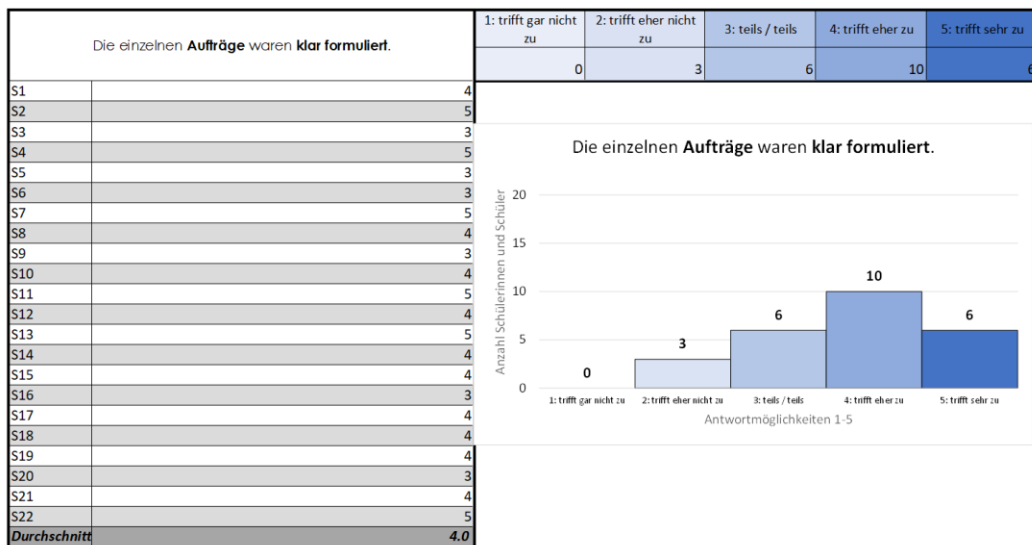 Die einzelnen Aufträge waren klar formuliert.
1: trifft gar nicht zu
2: trifft eher nicht zu
3: teils / teils
4: trifft eher zu
5: trifft sehr zu
0 3 6 10 6
S1 4
S2 5
S3 3
S4 5
S5 3
S6 3
S7 5
S8 4
S9 3
S10 4
S11 5
S12 4
S13 5
S14 4
S15 4
S16 3
S17 4
S18 4
S19 4
S20 3
S21 4
S22 5
Durchschnitt 4.0
Die einzelnen Aufträge waren klar formuliert.
Anzahl Schülerinnen und Schüler
20
15
10
5
0
0
3
6
10
6
1: trifft gar nicht zu
2: trifft eher nicht zu
3: teils / teils
4: trifft eher zu
5: trifft sehr zu
Antwortmöglichkeiten 1-5